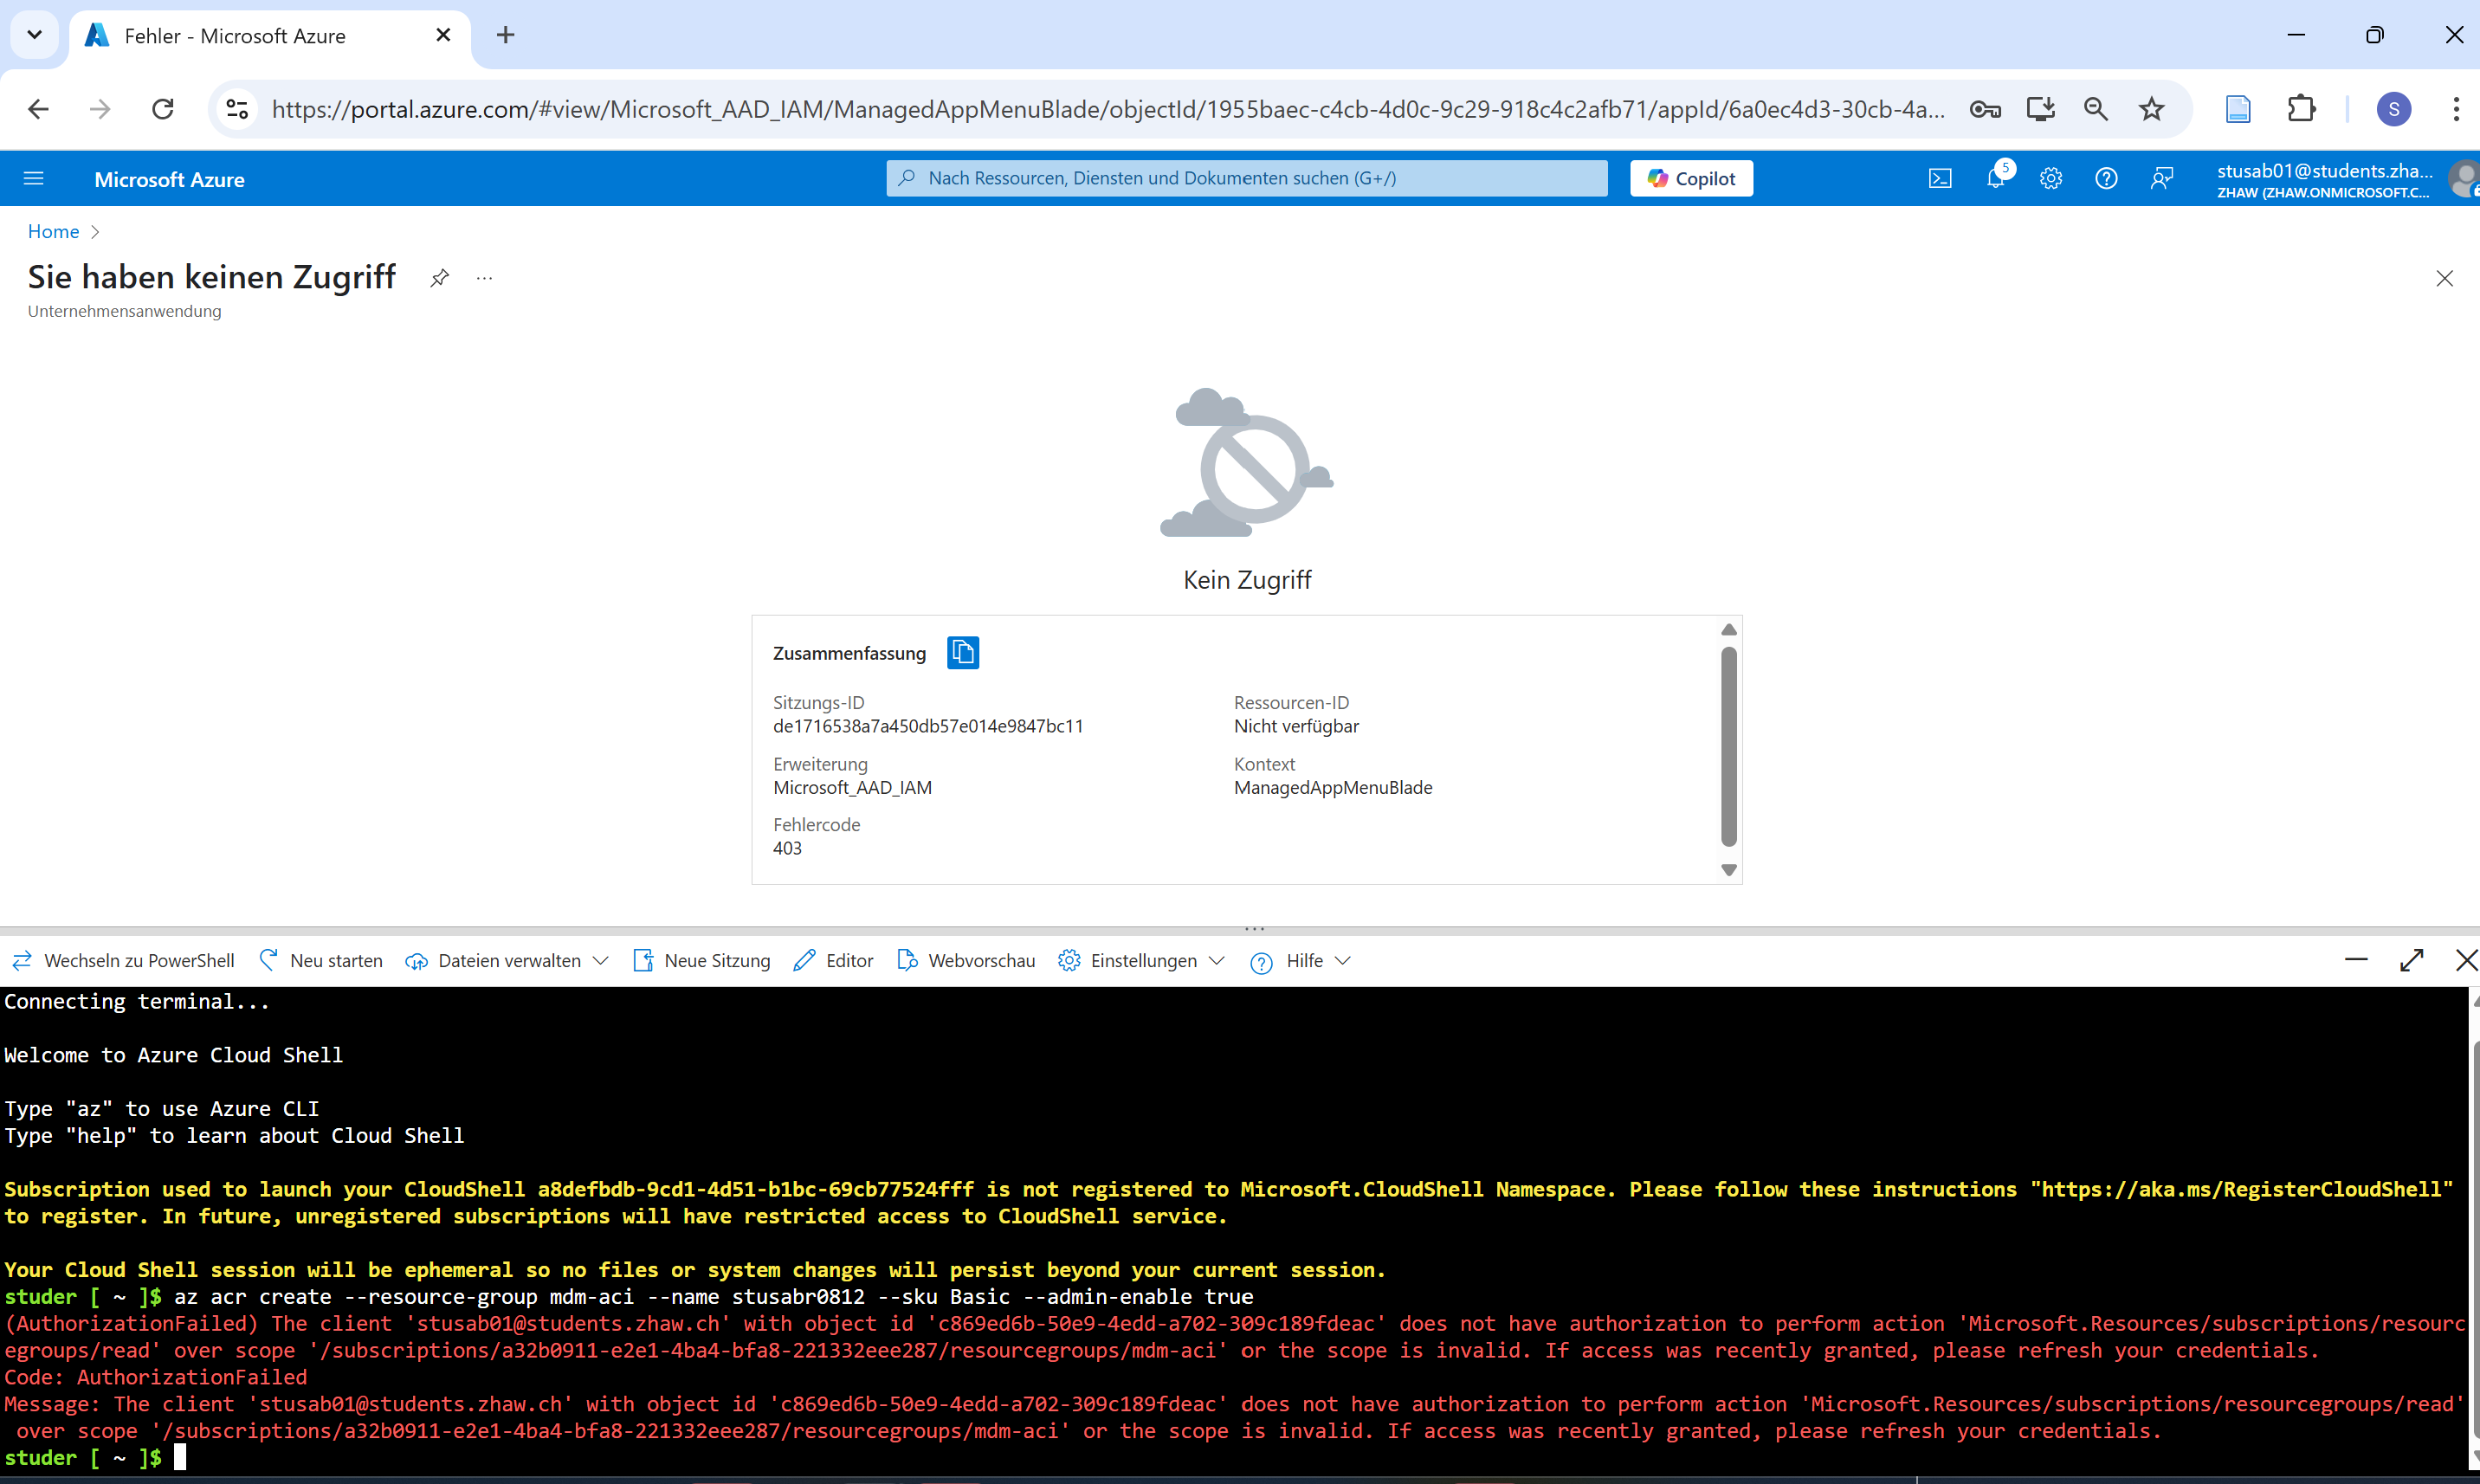 Fehler - Microsoft Azure
https://portal.azure.com/#view/Microsoft_AAD_IAM/ManagedAppMenuBlade/objectId/1955baec-c4cb-4d0c-9c29-918c4c2afb71/appId/6a0ec4d3-30cb-4a...
S
Microsoft Azure
Nach Ressourcen, Diensten und Dokumenten suchen (G+/)
Copilot
5
stusab01@students.zha...
ZHAW (ZHAW.ONMICROSOFT.C...
Home
Sie haben keinen Zugriff
Unternehmensanwendung
Kein Zugriff
Zusammenfassung
Sitzungs-ID
de1716538a7a450db57e014e9847bc11
Ressourcen-ID
Nicht verfügbar
Erweiterung
Microsoft_AAD_IAM
Kontext
ManagedAppMenuBlade
Fehlercode
403
Wechseln zu PowerShell Neu starten Dateien verwalten Neue Sitzung Editor Webvorschau Einstellungen Hilfe
Connecting terminal...
Welcome to Azure Cloud Shell
Type "az" to use Azure CLI
Type "help" to learn about Cloud Shell
Subscription used to launch your CloudShell a8defbdb-9cd1-4d51-b1bc-69cb77524fff is not registered to Microsoft.CloudShell Namespace. Please follow these instructions "https://aka.ms/RegisterCloudShell"
to register. In future, unregistered subscriptions will have restricted access to CloudShell service.
Your Cloud Shell session will be ephemeral so no files or system changes will persist beyond your current session.
studer [ ~ ]$ az acr create --resource-group mdm-aci --name stusabr0812 --sku Basic --admin-enable true
(AuthorizationFailed) The client 'stusab01@students.zhaw.ch' with object id 'c869ed6b-50e9-4edd-a702-309c189fdeac' does not have authorization to perform action 'Microsoft.Resources/subscriptions/resourc
egroups/read' over scope '/subscriptions/a32b0911-e2e1-4ba4-bfa8-221332eee287/resourcegroups/mdm-aci' or the scope is invalid. If access was recently granted, please refresh your credentials.
Code: AuthorizationFailed
Message: The client 'stusab01@students.zhaw.ch' with object id 'c869ed6b-50e9-4edd-a702-309c189fdeac' does not have authorization to perform action 'Microsoft.Resources/subscriptions/resourcegroups/read'
over scope '/subscriptions/a32b0911-e2e1-4ba4-bfa8-221332eee287/resourcegroups/mdm-aci' or the scope is invalid. If access was recently granted, please refresh your credentials.
studer [ ~ ]$